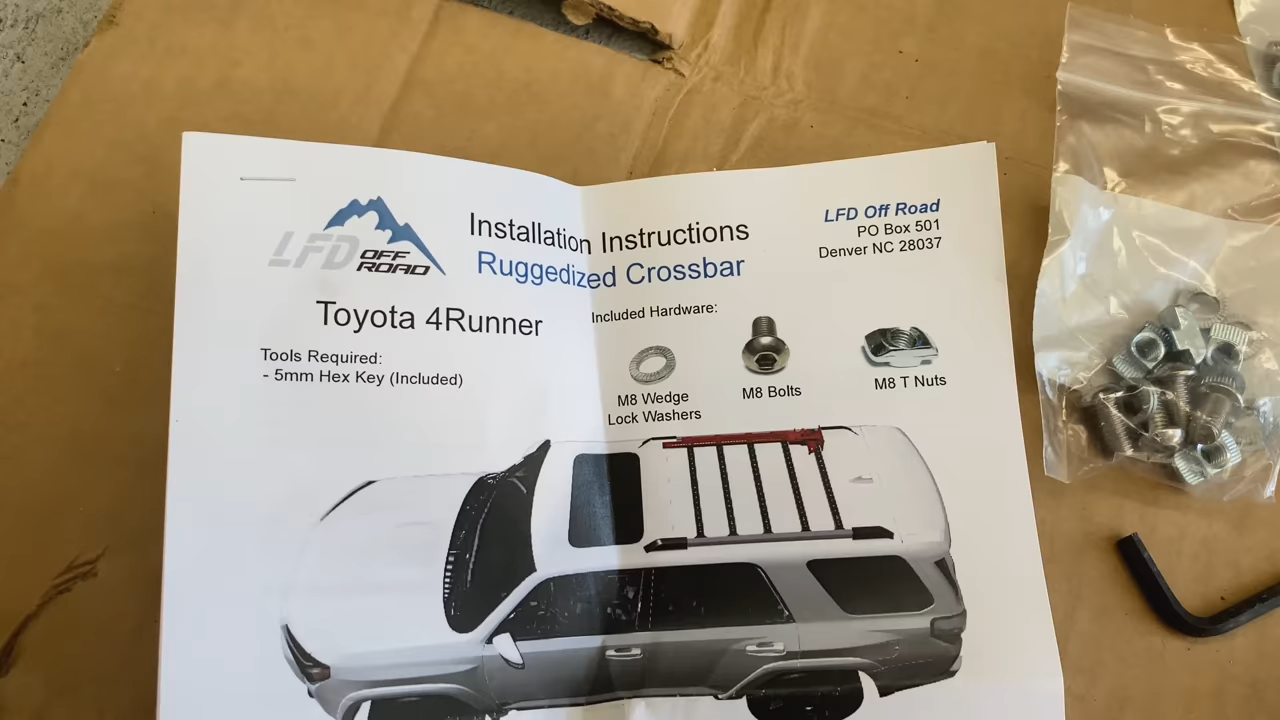 LFD OFF ROAD
Installation Instructions
Ruggedized Crossbar
LFD Off Road
PO Box 501
Denver NC 28037
Toyota 4Runner
Tools Required:
- 5mm Hex Key (Included)
Included Hardware:
M8 Wedge
Lock Washers
M8 Bolts
M8 T Nuts